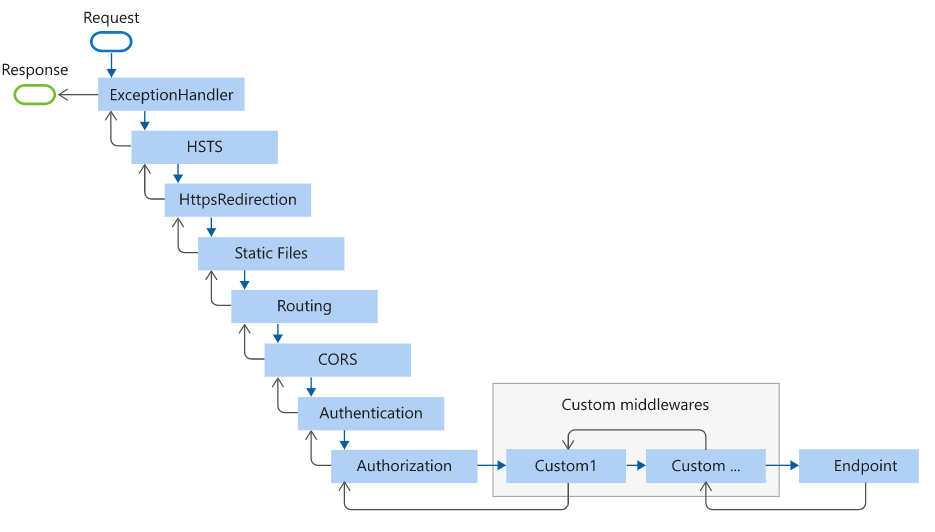 Request
Response
ExceptionHandler
HSTS
HttpsRedirection
Static Files
Routing
CORS
Authentication
Custom middlewares
Authorization
Custom1
Custom ...
Endpoint